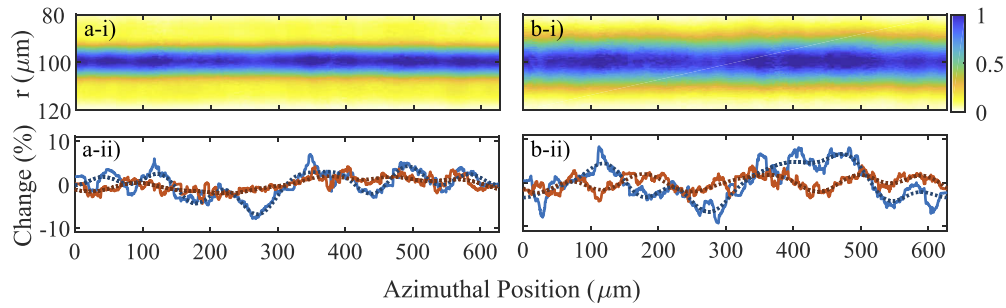 a-i)
b-i)
80
100
120
r (μm)
1
0.5
0
a-ii)
b-ii)
10
0
-10
Change (%)
0 100 200 300 400 500 600
0 100 200 300 400 500 600
Azimuthal Position (μm)